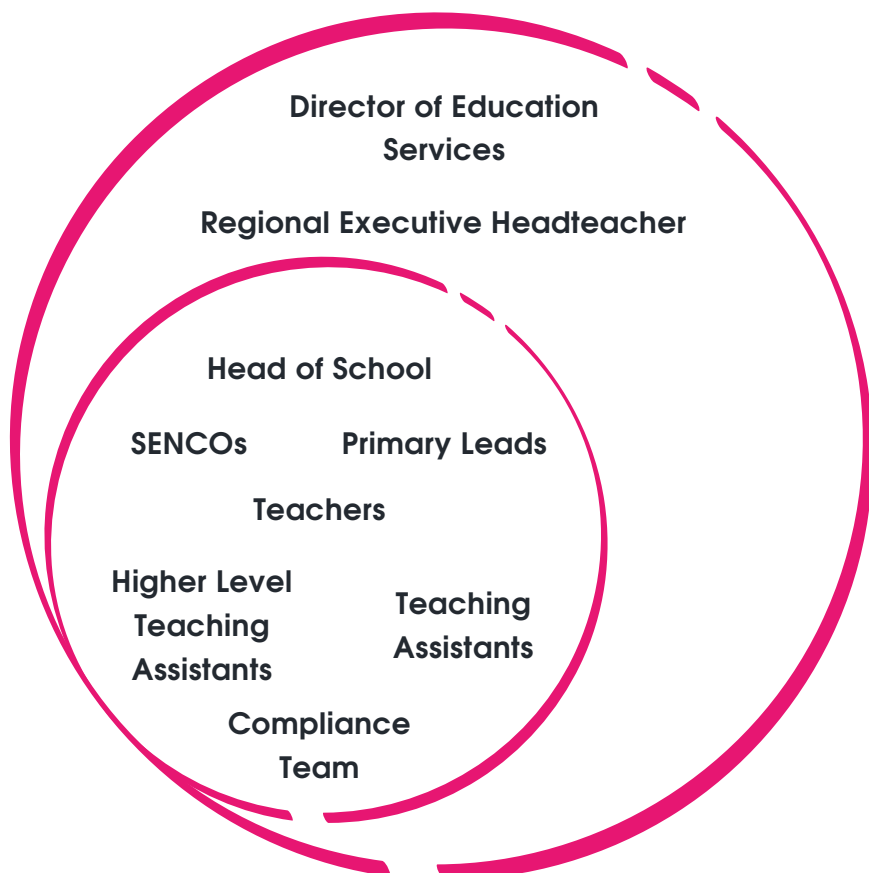 Director of Education
Services
Regional Executive Headteacher
Head of School
SENCOs
Primary Leads
Teachers
Higher Level
Teaching
Assistants
Teaching
Assistants
Compliance
Team